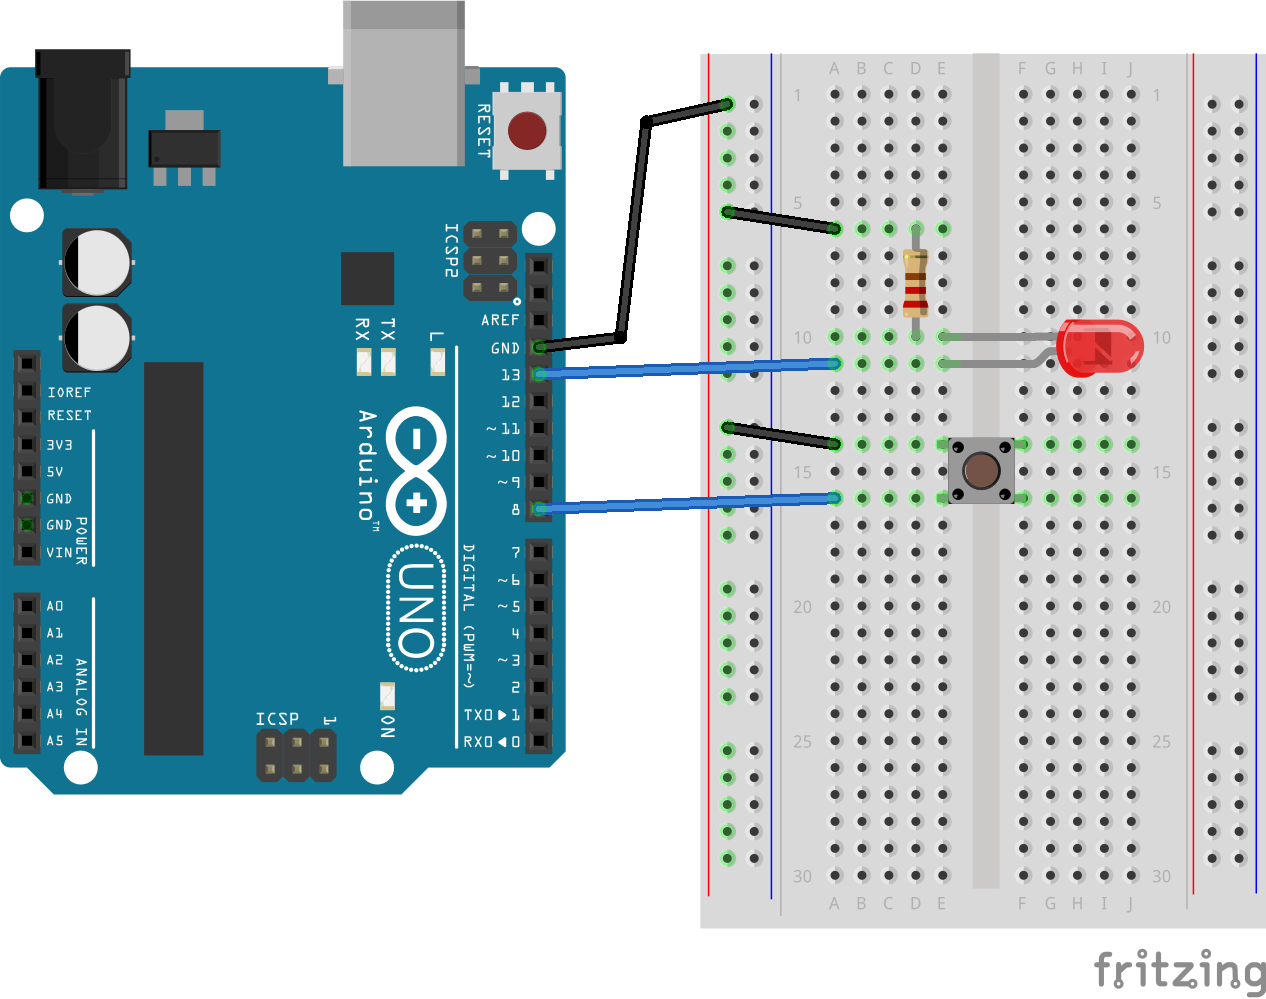 A B C D E F G H I J
1 1
RESET
5 5
ICSP2
AREF
RX TX L
GND
10 10
13
IOREF
12
RESET
~11
3V3
~10
5V
15 15
~9
GND
8
GND
VIN
POWER
Arduino™
UNO
DIGITAL (PWM=~)
7
~6
~5
4
~3
2
TX0▶1
RX0◀0
A0
A1
A2
A3
A4
A5
ANALOG IN
ICSP 1
ON
20 20
25 25
30 30
A B C D E F G H I J
fritzing